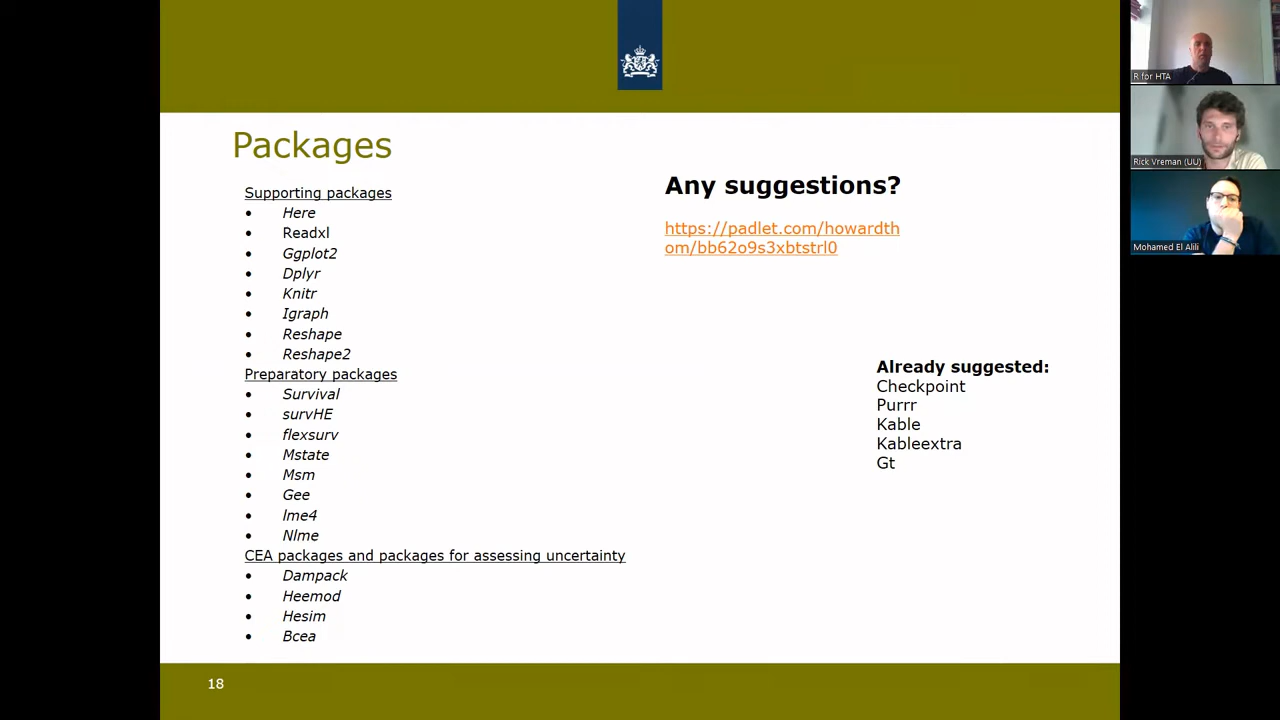 Packages
Supporting packages
• Here
• Readxl
• Ggplot2
• Dplyr
• Knitr
• Igraph
• Reshape
• Reshape2
Preparatory packages
• Survival
• survHE
• flexsurv
• Mstate
• Msm
• Gee
• lme4
• Nlme
CEA packages and packages for assessing uncertainty
• Dampack
• Heemod
• Hesim
• Bcea
Any suggestions?
https://padlet.com/howardth
om/bb62o9s3xbtstrl0
Already suggested:
Checkpoint
Purrr
Kable
Kableextra
Gt
18
R for HTA
Rick Vreman (UU)
Mohamed El Alili